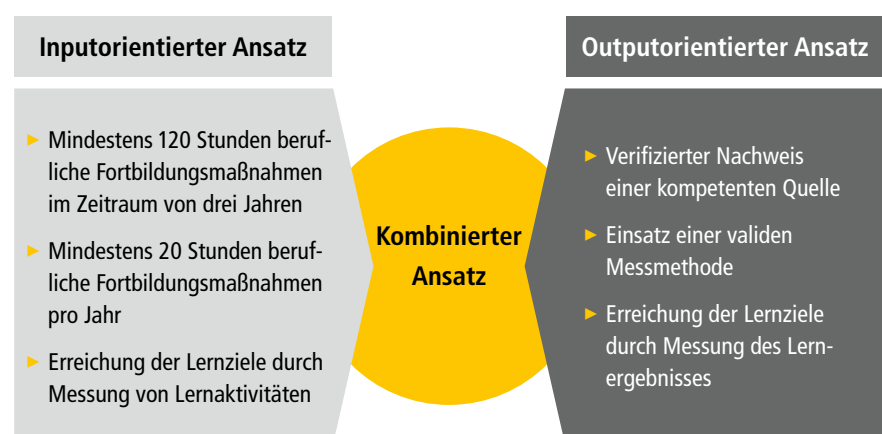 Inputorientierter Ansatz
► Mindestens 120 Stunden beruf-
liche Fortbildungsmaßnahmen
im Zeitraum von drei Jahren
► Mindestens 20 Stunden beruf-
liche Fortbildungsmaßnahmen
pro Jahr
► Erreichung der Lernziele durch
Messung von Lernaktivitäten
Kombinierter
Ansatz
Outputorientierter Ansatz
► Verifizierter Nachweis
einer kompetenten Quelle
► Einsatz einer validen
Messmethode
► Erreichung der Lernziele
durch Messung des Lern-
ergebnisses